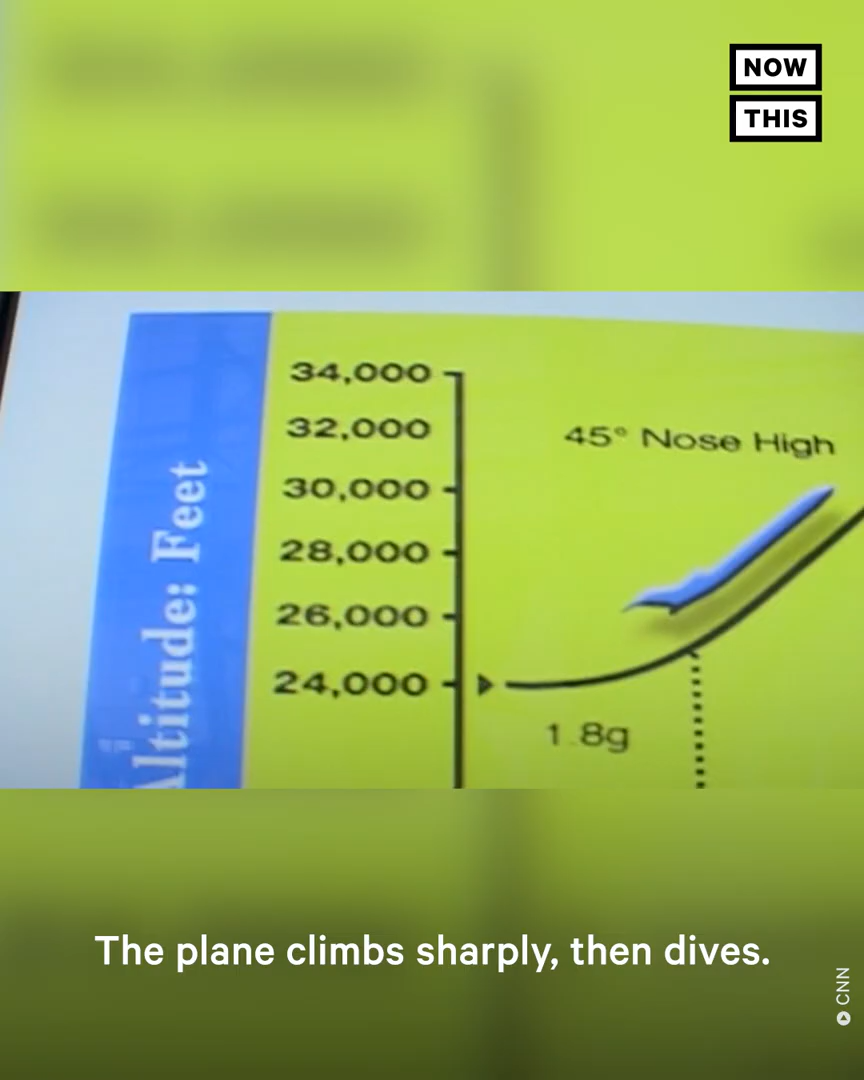 NOW
THIS
34,000
32,000
45° Nose High
30,000
28,000
26,000
24,000
1.8g
Altitude: Feet
The plane climbs sharply, then dives.
CNN